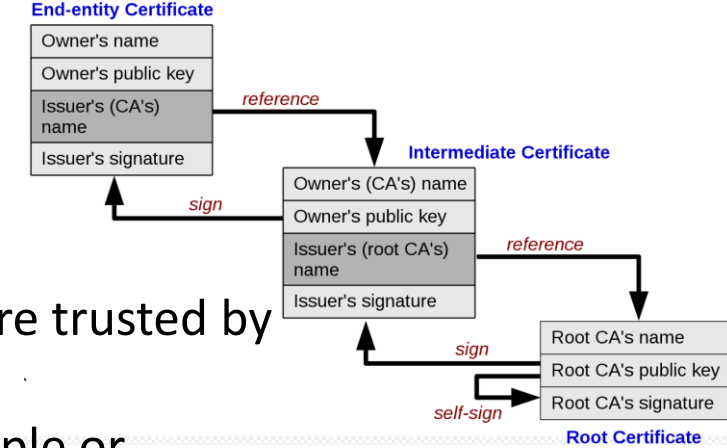 End-entity Certificate
Owner's name
Owner's public key
Issuer's (CA's)
name
Issuer's signature
reference
sign
Intermediate Certificate
Owner's (CA's) name
Owner's public key
Issuer's (root CA's)
name
Issuer's signature
reference
sign
re trusted by
Root CA's name
Root CA's public key
Root CA's signature
self-sign
Root Certificate
ple or